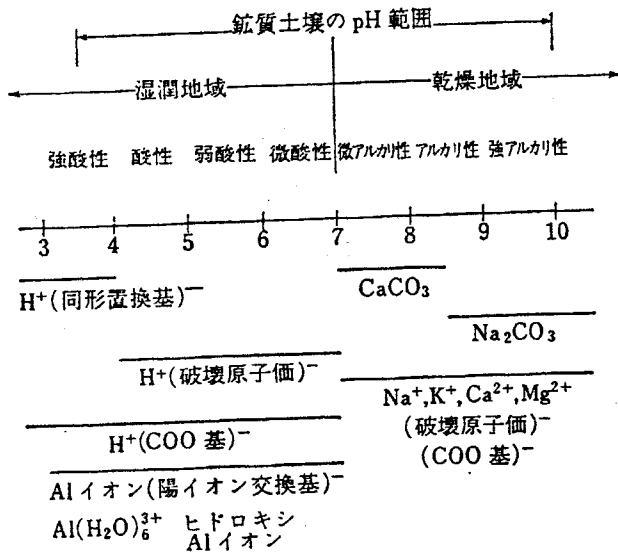 鉱質土壌の pH 範囲
湿潤地域 乾燥地域
強酸性 酸性 弱酸性 微酸性 微アルカリ性 アルカリ性 強アルカリ性
3 4 5 6 7 8 9 10
H⁺(同形置換基)⁻
CaCO₃
Na₂CO₃
H⁺(破壊原子価)⁻
Na⁺,K⁺,Ca²⁺,Mg²⁺
(破壊原子価)⁻
(COO 基)⁻
H⁺(COO 基)⁻
Al イオン(陽イオン交換基)⁻
Al(H₂O)₆³⁺ ヒドロキシ
Al イオン